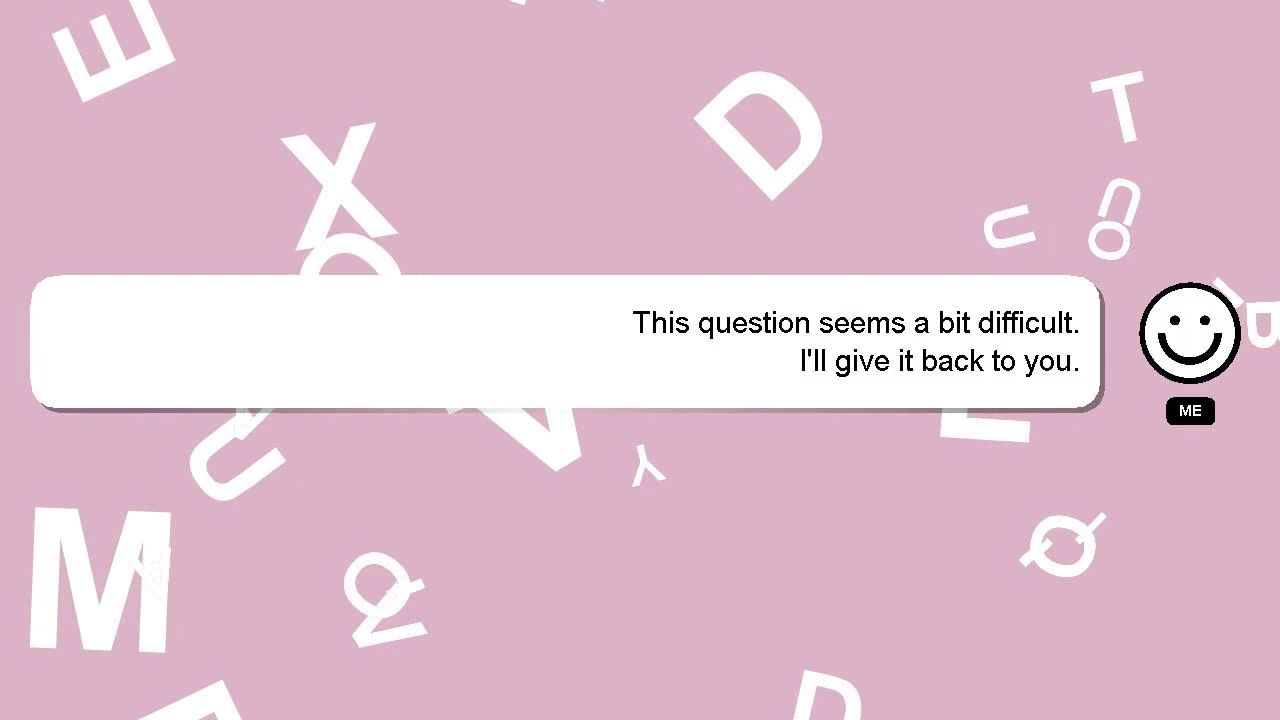 This question seems a bit difficult.
I'll give it back to you.
ME